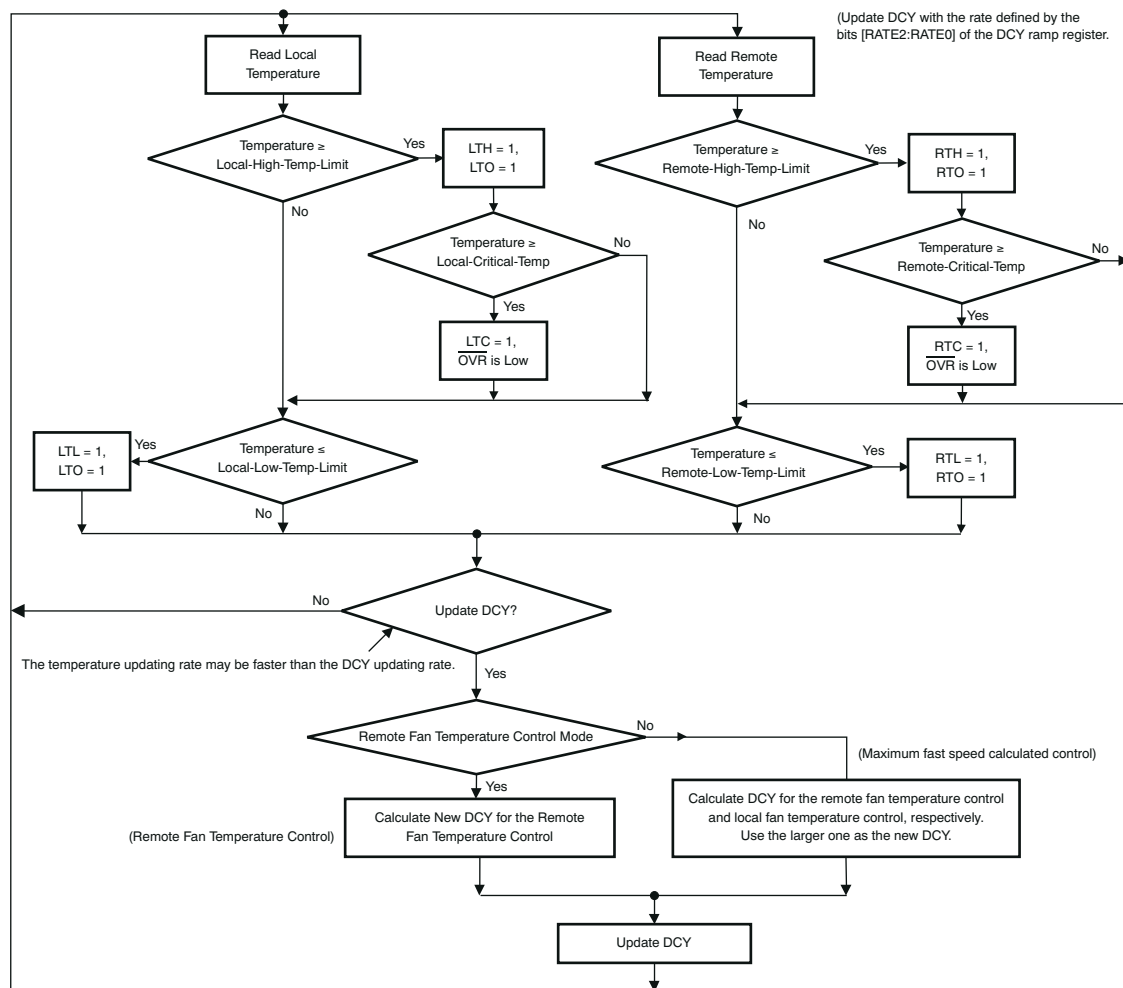 (Update DCY with the rate defined by the
bits [RATE2:RATE0] of the DCY ramp register.
Read Local
Temperature
Read Remote
Temperature
Temperature ≥
Local-High-Temp-Limit
Yes
No
LTH = 1,
LTO = 1
Temperature ≥
Remote-High-Temp-Limit
Yes
No
RTH = 1,
RTO = 1
Temperature ≥
Local-Critical-Temp
No
Yes
Temperature ≥
Remote-Critical-Temp
No
Yes
LTC = 1,
OVR is Low
RTC = 1,
OVR is Low
LTL = 1,
LTO = 1
Yes
Temperature ≤
Local-Low-Temp-Limit
No
Temperature ≤
Remote-Low-Temp-Limit
Yes
No
RTL = 1,
RTO = 1
No
Update DCY?
The temperature updating rate may be faster than the DCY updating rate.
Yes
Remote Fan Temperature Control Mode
No
(Maximum fast speed calculated control)
Yes
(Remote Fan Temperature Control)
Calculate New DCY for the Remote
Fan Temperature Control
Calculate DCY for the remote fan temperature control
and local fan temperature control, respectively.
Use the larger one as the new DCY.
Update DCY